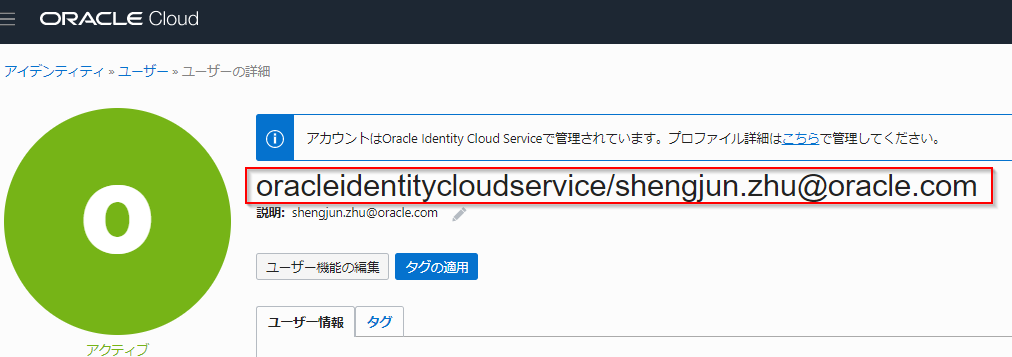 ORACLE Cloud
アイデンティティ » ユーザー » ユーザーの詳細
アカウントはOracle Identity Cloud Serviceで管理されています。プロファイル詳細はこちらで管理してください。
oracleidentitycloudservice/shengjun.zhu@oracle.com
説明: shengjun.zhu@oracle.com
O
ユーザー機能の編集 タグの適用
ユーザー情報 タグ
アクティブ